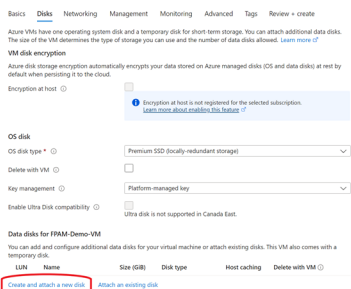 Basics Disks Networking Management Monitoring Advanced Tags Review + create
Azure VMs have one operating system disk and a temporary disk for short-term storage. You can attach additional data disks.
The size of the VM determines the type of storage you can use and the number of data disks allowed. Learn more
VM disk encryption
Azure disk storage encryption automatically encrypts your data stored on Azure managed disks (OS and data disks) at rest by
default when persisting it to the cloud.
Encryption at host
Encryption at host is not registered for the selected subscription.
Learn more about enabling this feature
OS disk
OS disk type * Premium SSD (locally-redundant storage)
Delete with VM
Key management Platform-managed key
Enable Ultra Disk compatibility
Ultra disk is not supported in Canada East.
Data disks for FPAM-Demo-VM
You can add and configure additional data disks for your virtual machine or attach existing disks. This VM also comes with a
temporary disk.
LUN Name Size (GiB) Disk type Host caching Delete with VM
Create and attach a new disk Attach an existing disk